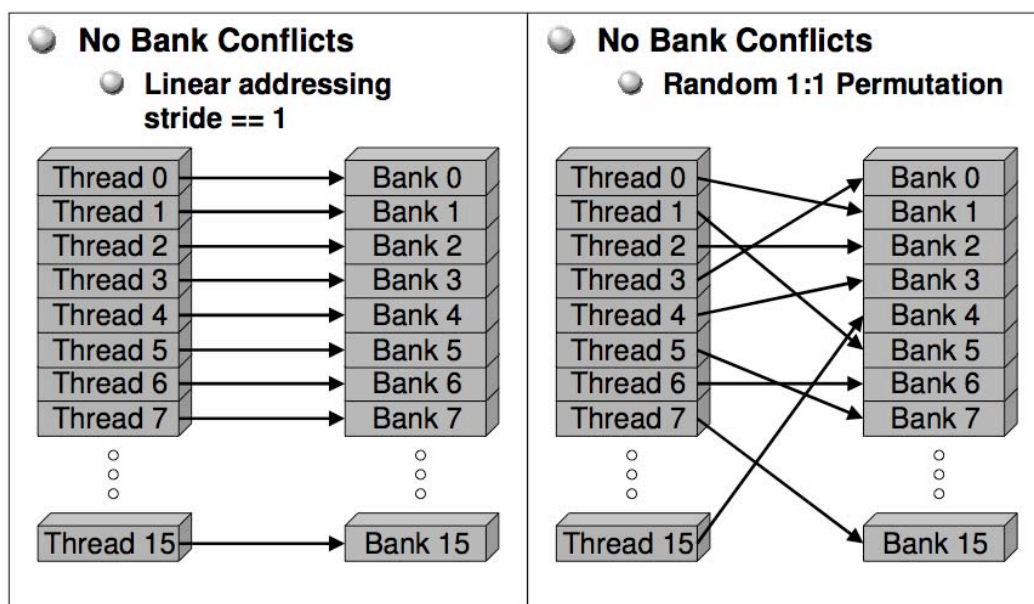 No Bank Conflicts
Linear addressing
stride == 1
Thread 0
Bank 0
Thread 1
Bank 1
Thread 2
Bank 2
Thread 3
Bank 3
Thread 4
Bank 4
Thread 5
Bank 5
Thread 6
Bank 6
Thread 7
Bank 7
Thread 15
Bank 15
No Bank Conflicts
Random 1:1 Permutation
Thread 0
Bank 0
Thread 1
Bank 1
Thread 2
Bank 2
Thread 3
Bank 3
Thread 4
Bank 4
Thread 5
Bank 5
Thread 6
Bank 6
Thread 7
Bank 7
Thread 15
Bank 15